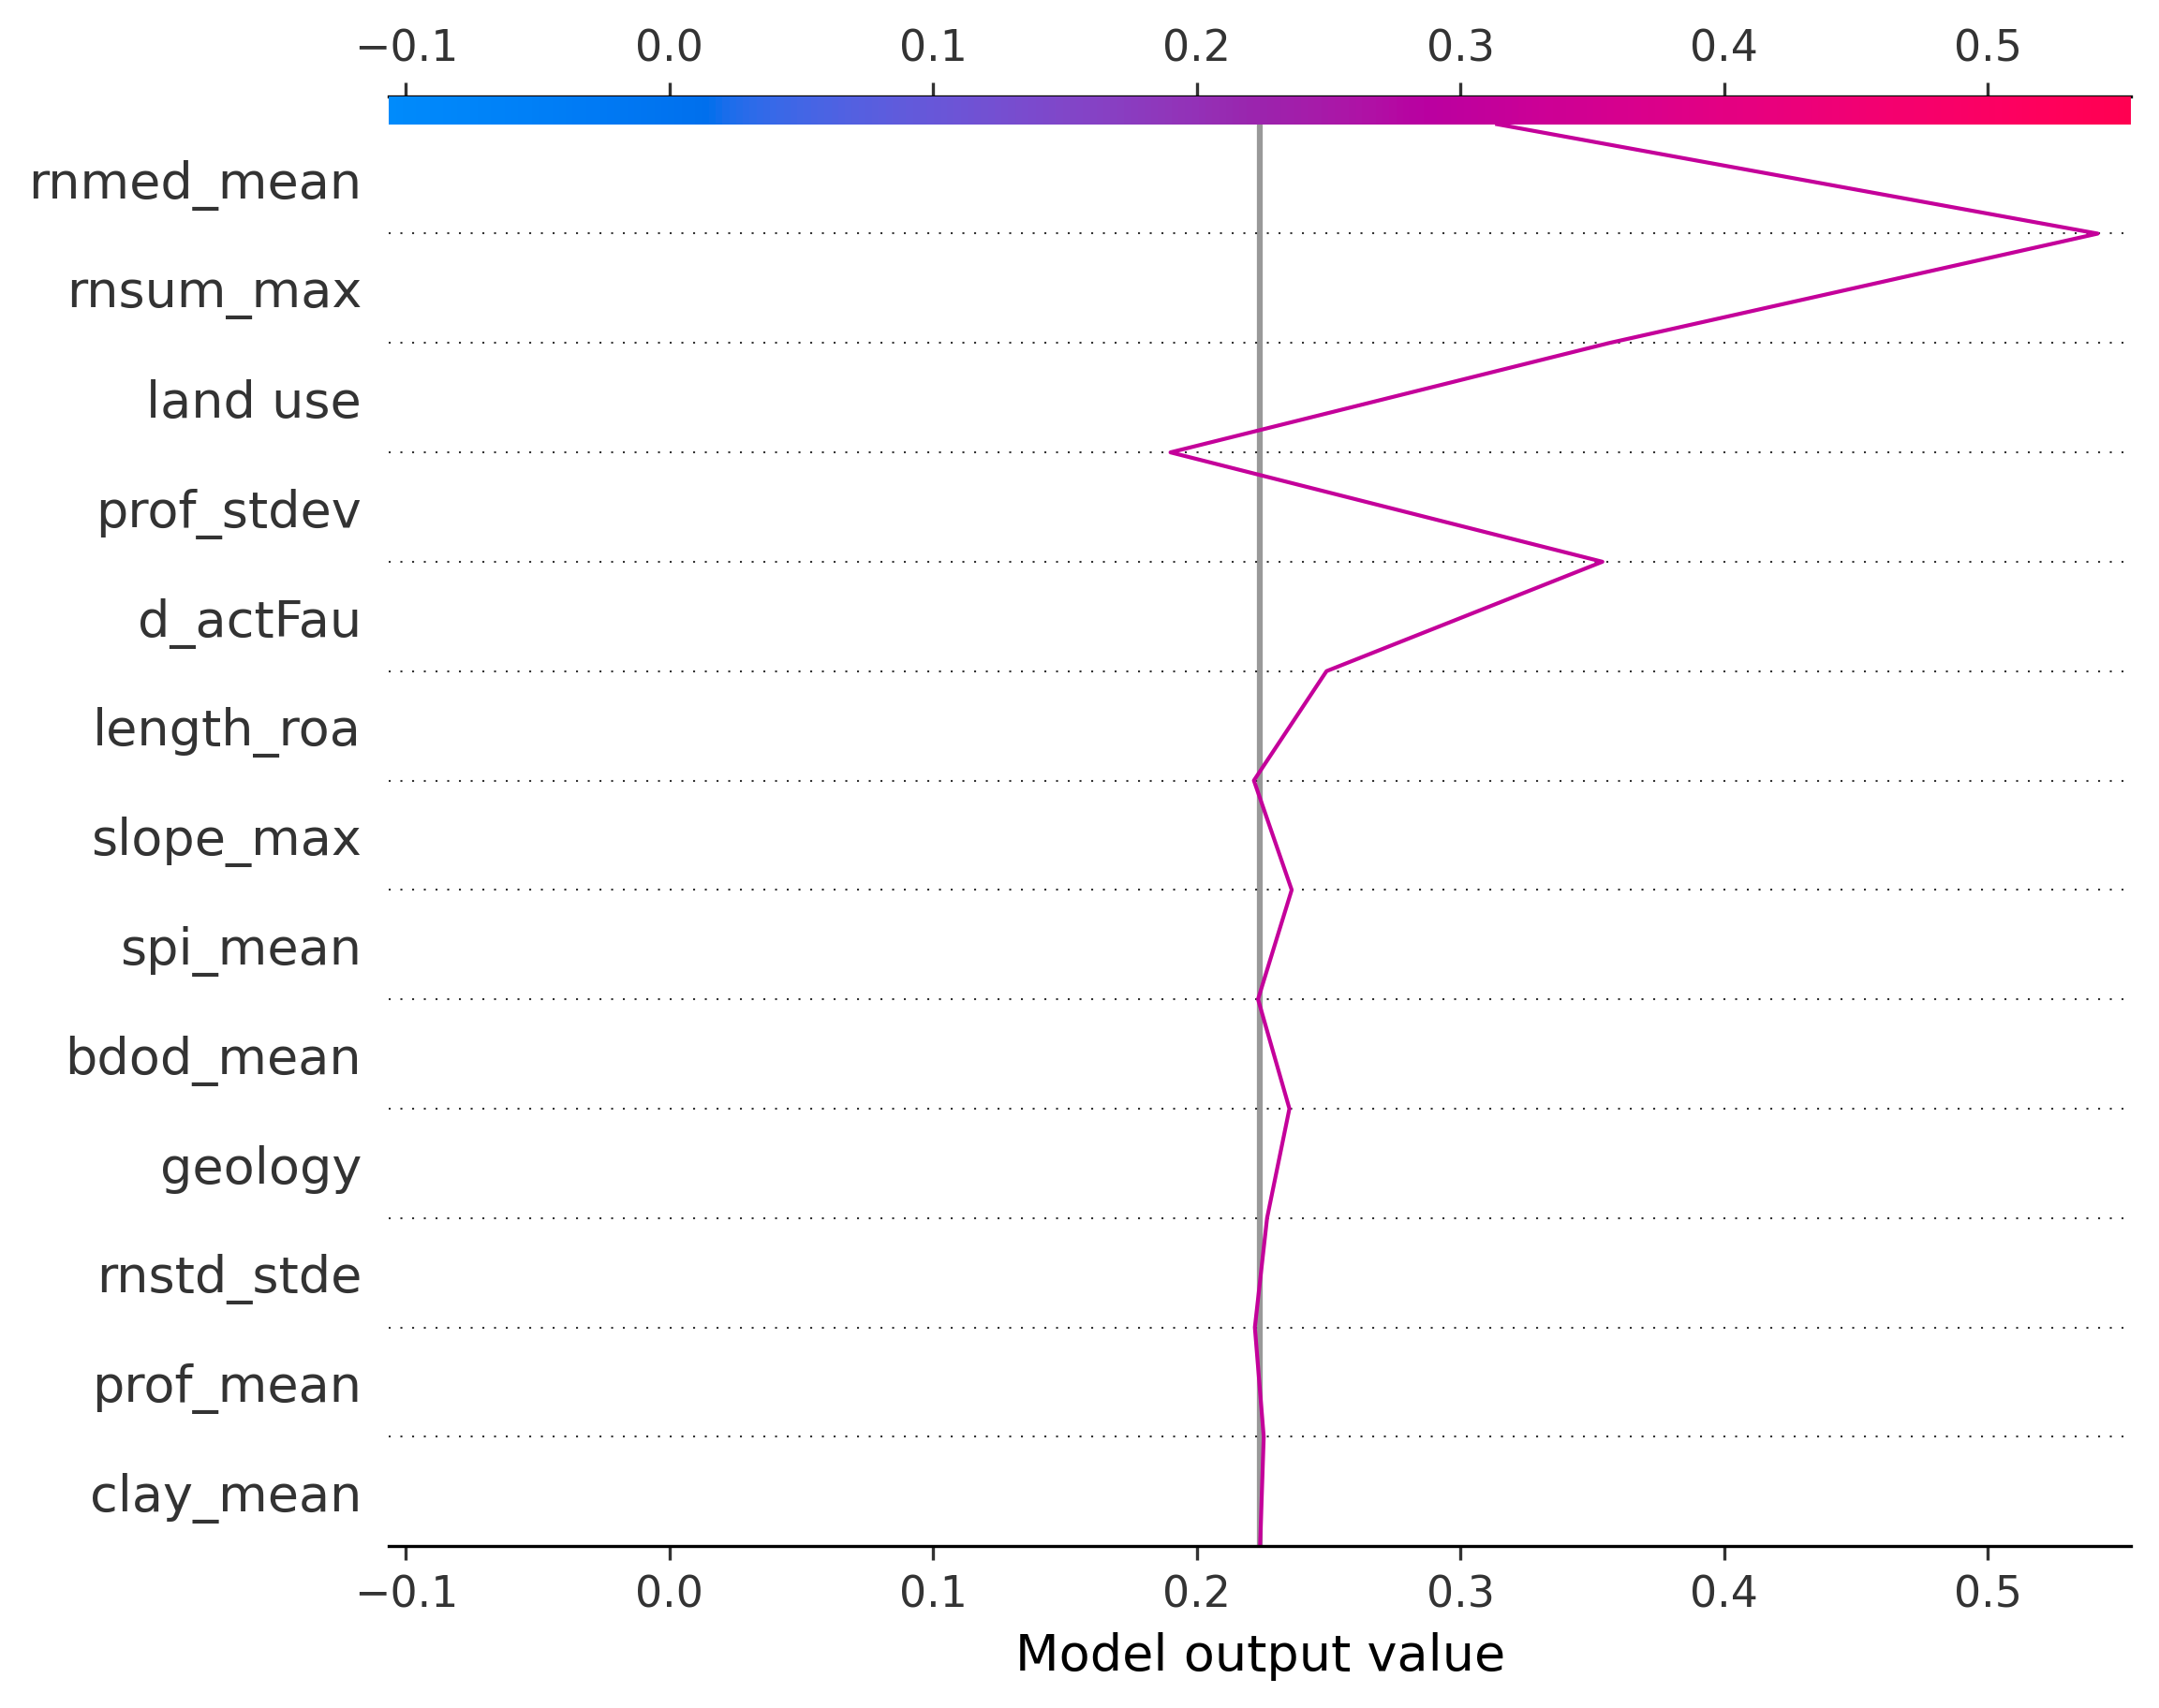 −0.1 0.0 0.1 0.2 0.3 0.4 0.5
rnmed_mean
rnsum_max
land use
prof_stdev
d_actFau
length_roa
slope_max
spi_mean
bdod_mean
geology
rnstd_stde
prof_mean
clay_mean
−0.1 0.0 0.1 0.2 0.3 0.4 0.5
Model output value